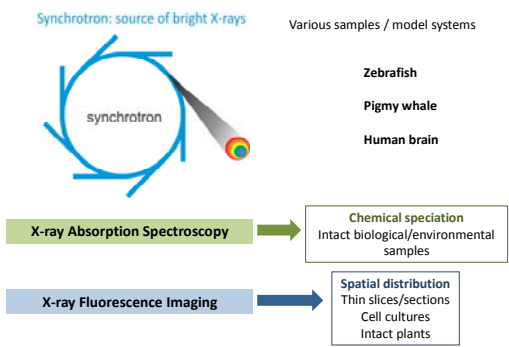 Synchrotron: source of bright X-rays
Various samples / model systems
synchrotron
Zebrafish
Pigmy whale
Human brain
X-ray Absorption Spectroscopy
Chemical speciation
Intact biological/environmental
samples
X-ray Fluorescence Imaging
Spatial distribution
Thin slices/sections
Cell cultures
Intact plants